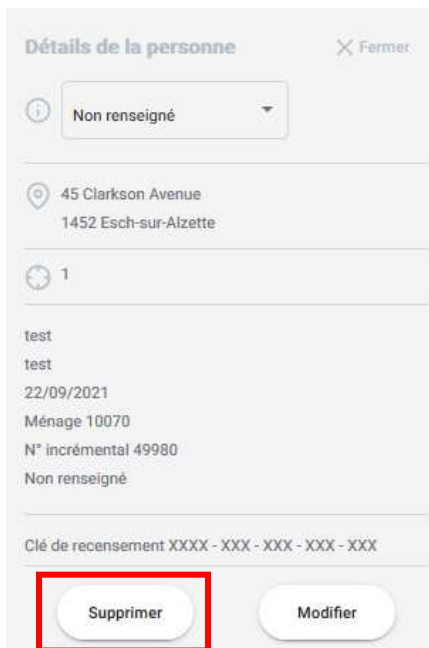 Détails de la personne
Fermer
Non renseigné
45 Clarkson Avenue
1452 Esch-sur-Alzette
1
test
test
22/09/2021
Ménage 10070
N° incrémental 49980
Non renseigné
Clé de recensement XXXX - XXX - XXX - XXX - XXX
Supprimer
Modifier